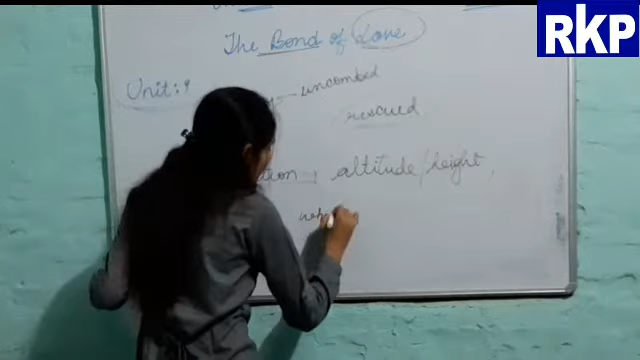 RKP
The Bond of Love
Unit: 9
uncombed
rescued
altitude/height,